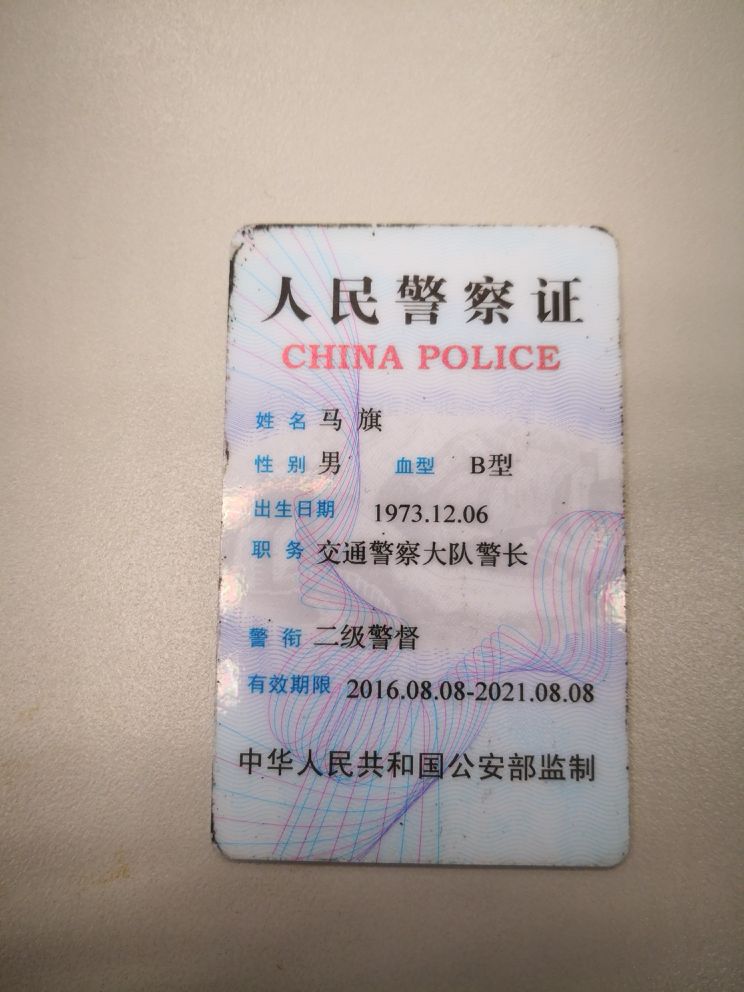 人民警察证
CHINA POLICE
姓 名 马 旗
性 别 男 血型 B型
出生日期 1973.12.06
职 务 交通警察大队警长
警 衔 二级警督
有效期限 2016.08.08-2021.08.08
中华人民共和国公安部监制